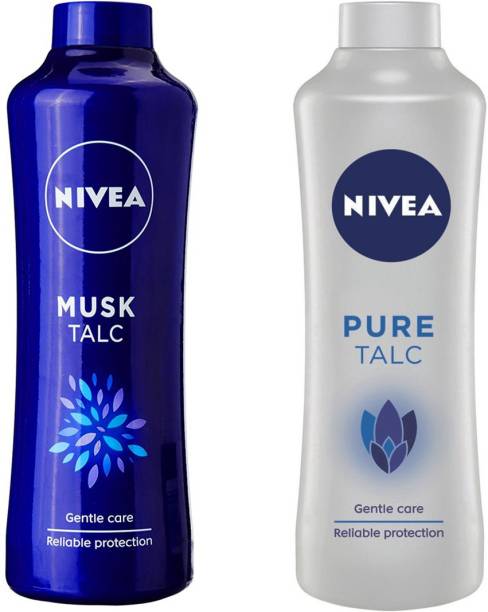 NIVEA
MUSK
TALC
Gentle care
Reliable protection
NIVEA
PURE
TALC
Gentle care
Reliable protection